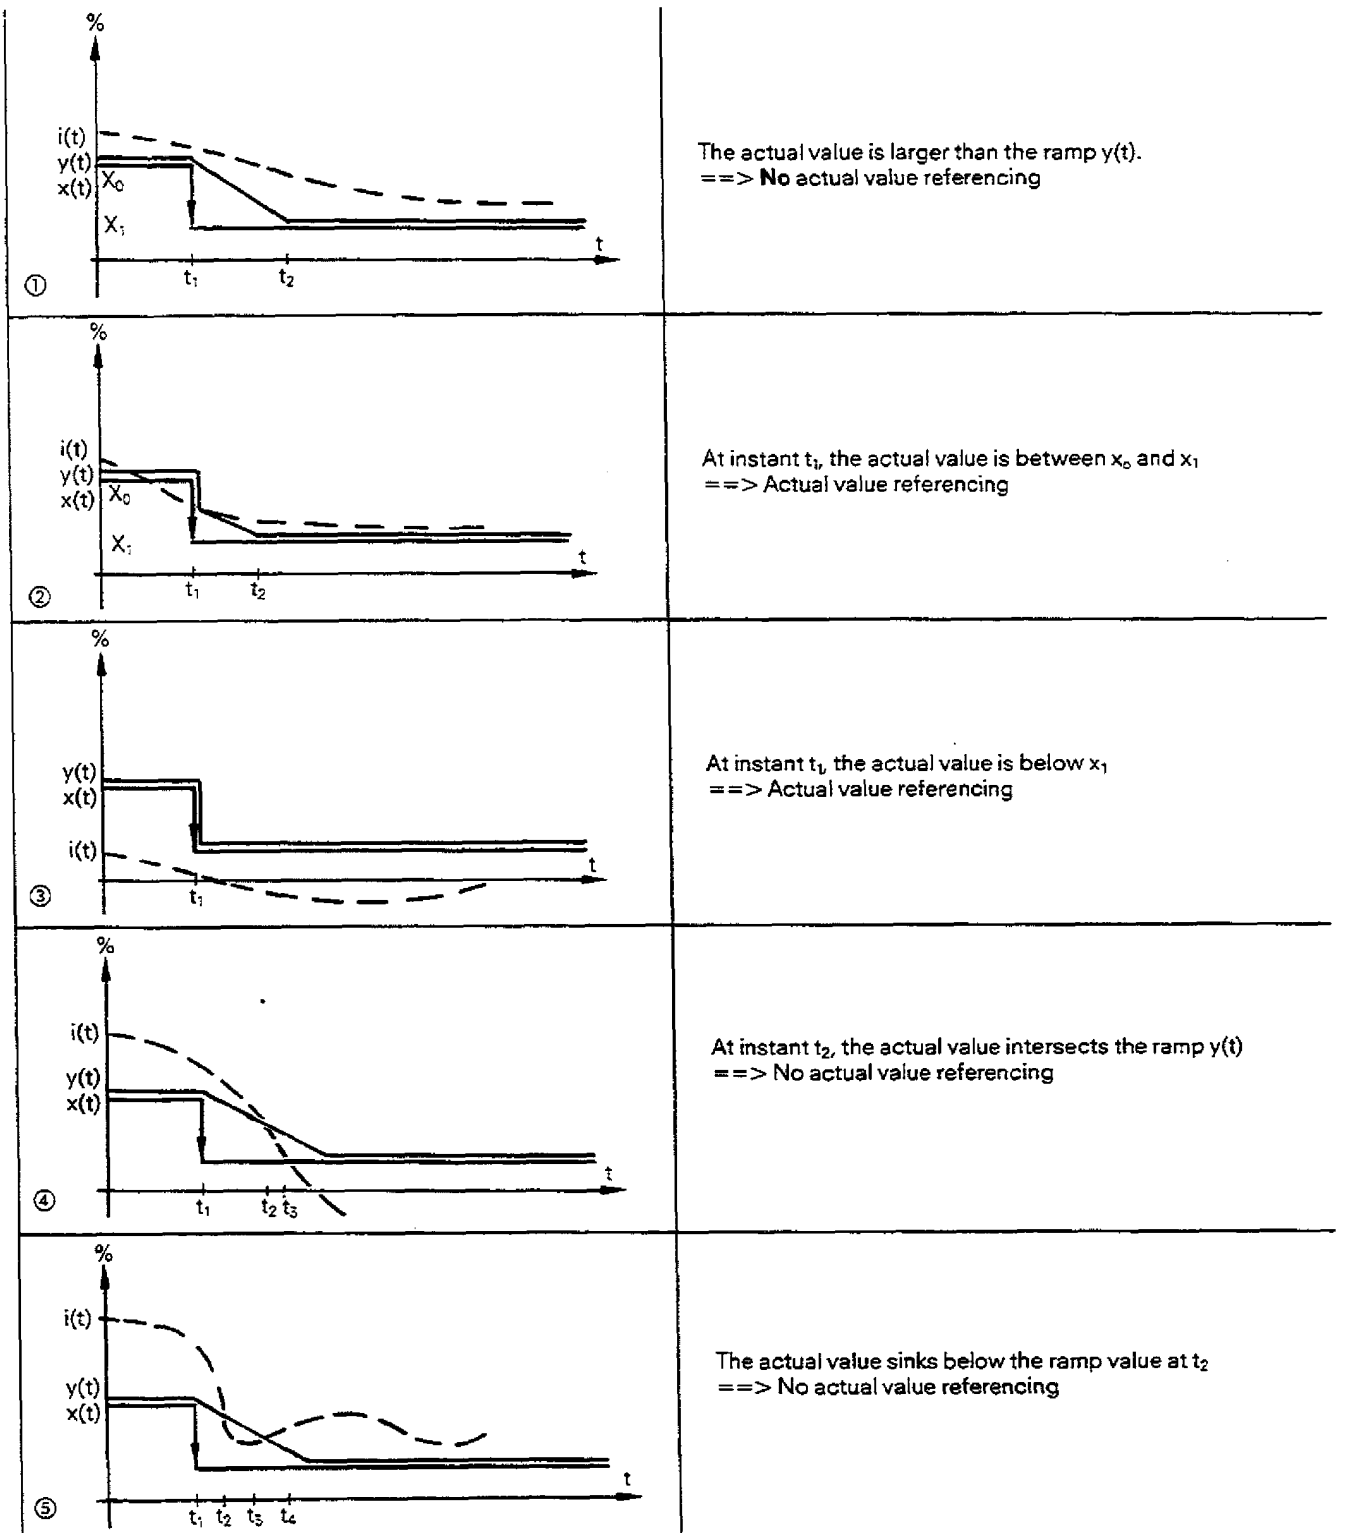 %
i(t)
y(t)
x(t) X₀
X₁
t
t₁ t₂
①
The actual value is larger than the ramp y(t).
==> No actual value referencing
%
i(t)
y(t)
x(t) X₀
X₁
t
t₁ t₂
②
At instant t₁, the actual value is between x₀ and x₁
==> Actual value referencing
%
y(t)
x(t)
i(t)
t
t₁
③
At instant t₁, the actual value is below x₁
==> Actual value referencing
%
i(t)
y(t)
x(t)
t
t₁ t₂ t₃
④
At instant t₂, the actual value intersects the ramp y(t)
==> No actual value referencing
%
i(t)
y(t)
x(t)
t
t₁ t₂ t₃ t₄
⑤
The actual value sinks below the ramp value at t₂
==> No actual value referencing